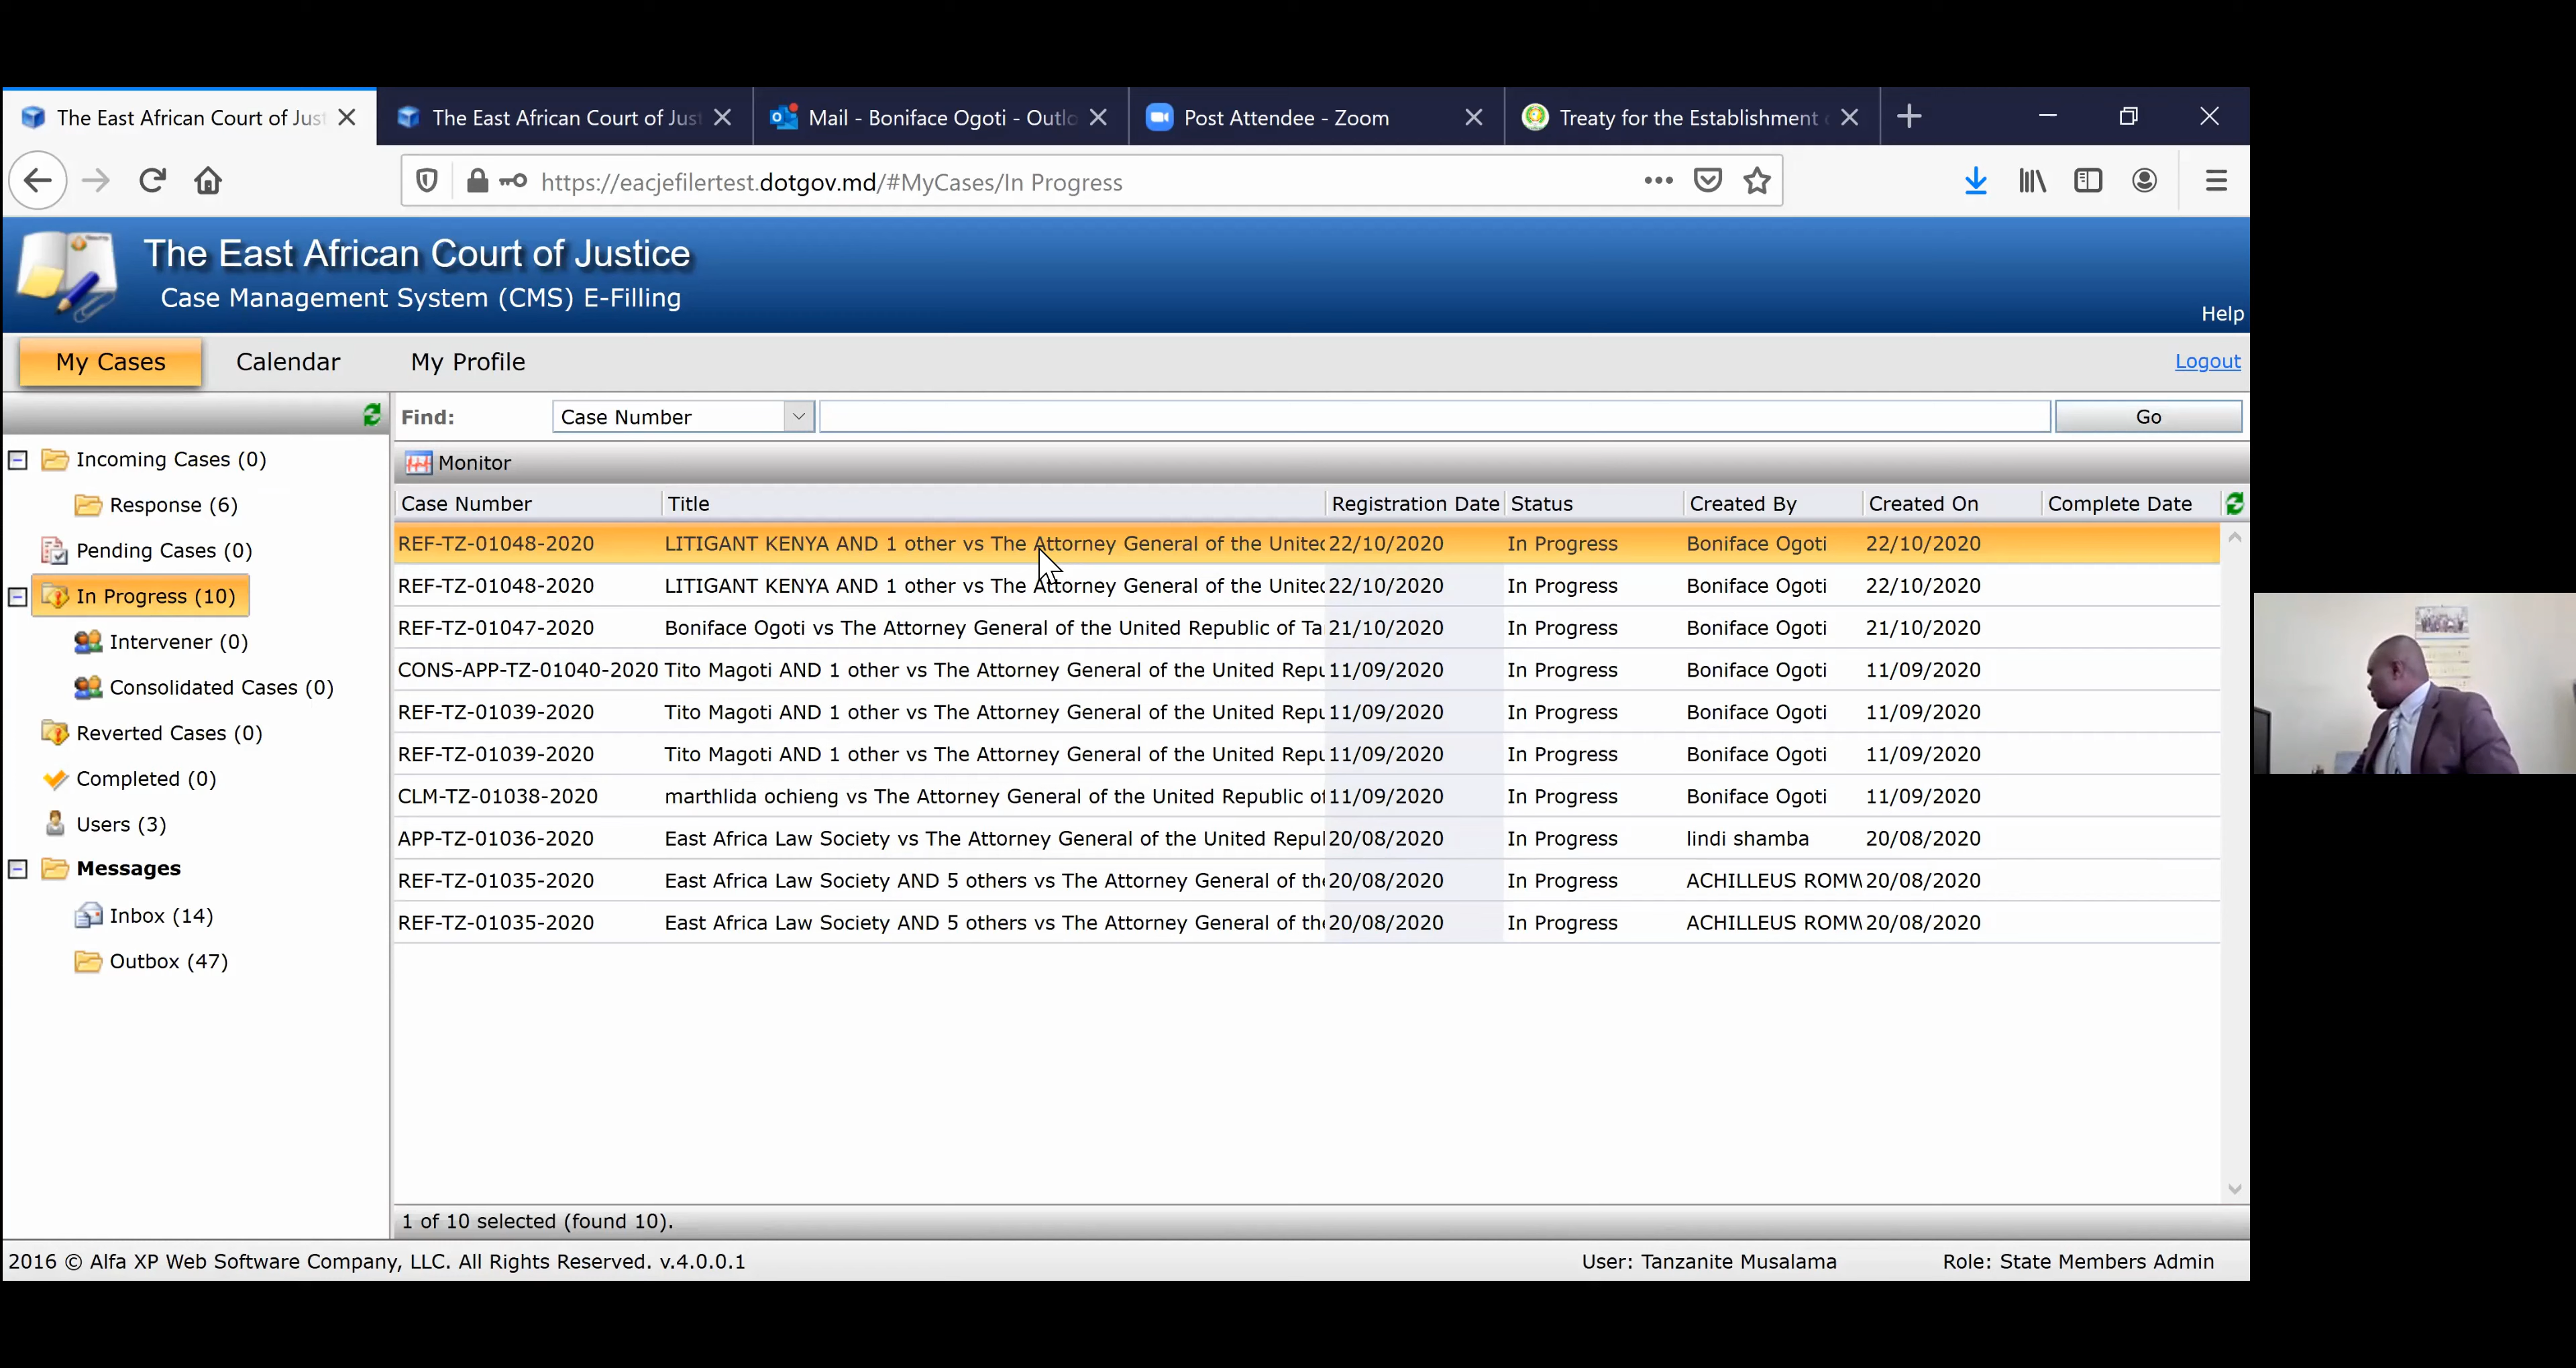 The East African Court of Jus
The East African Court of Jus
Mail - Boniface Ogoti - Outlo
Post Attendee - Zoom
Treaty for the Establishment
https://eacjefilertest.dotgov.md/#MyCases/In Progress
The East African Court of Justice
Case Management System (CMS) E-Filling
Help
My Cases Calendar My Profile Logout
Find: Case Number Go
Incoming Cases (0)
Response (6)
Pending Cases (0)
In Progress (10)
Intervener (0)
Consolidated Cases (0)
Reverted Cases (0)
Completed (0)
Users (3)
Messages
Inbox (14)
Outbox (47)
Monitor
Case Number Title Registration Date Status Created By Created On Complete Date
REF-TZ-01048-2020 LITIGANT KENYA AND 1 other vs The Attorney General of the United 22/10/2020 In Progress Boniface Ogoti 22/10/2020
REF-TZ-01048-2020 LITIGANT KENYA AND 1 other vs The Attorney General of the United 22/10/2020 In Progress Boniface Ogoti 22/10/2020
REF-TZ-01047-2020 Boniface Ogoti vs The Attorney General of the United Republic of Ta 21/10/2020 In Progress Boniface Ogoti 21/10/2020
CONS-APP-TZ-01040-2020 Tito Magoti AND 1 other vs The Attorney General of the United Repu 11/09/2020 In Progress Boniface Ogoti 11/09/2020
REF-TZ-01039-2020 Tito Magoti AND 1 other vs The Attorney General of the United Repu 11/09/2020 In Progress Boniface Ogoti 11/09/2020
REF-TZ-01039-2020 Tito Magoti AND 1 other vs The Attorney General of the United Repu 11/09/2020 In Progress Boniface Ogoti 11/09/2020
CLM-TZ-01038-2020 marthlida ochieng vs The Attorney General of the United Republic of 11/09/2020 In Progress Boniface Ogoti 11/09/2020
APP-TZ-01036-2020 East Africa Law Society vs The Attorney General of the United Repul 20/08/2020 In Progress lindi shamba 20/08/2020
REF-TZ-01035-2020 East Africa Law Society AND 5 others vs The Attorney General of the 20/08/2020 In Progress ACHILLEUS ROMW 20/08/2020
REF-TZ-01035-2020 East Africa Law Society AND 5 others vs The Attorney General of the 20/08/2020 In Progress ACHILLEUS ROMW 20/08/2020
1 of 10 selected (found 10).
2016 © Alfa XP Web Software Company, LLC. All Rights Reserved. v.4.0.0.1 User: Tanzanite Musalama Role: State Members Admin